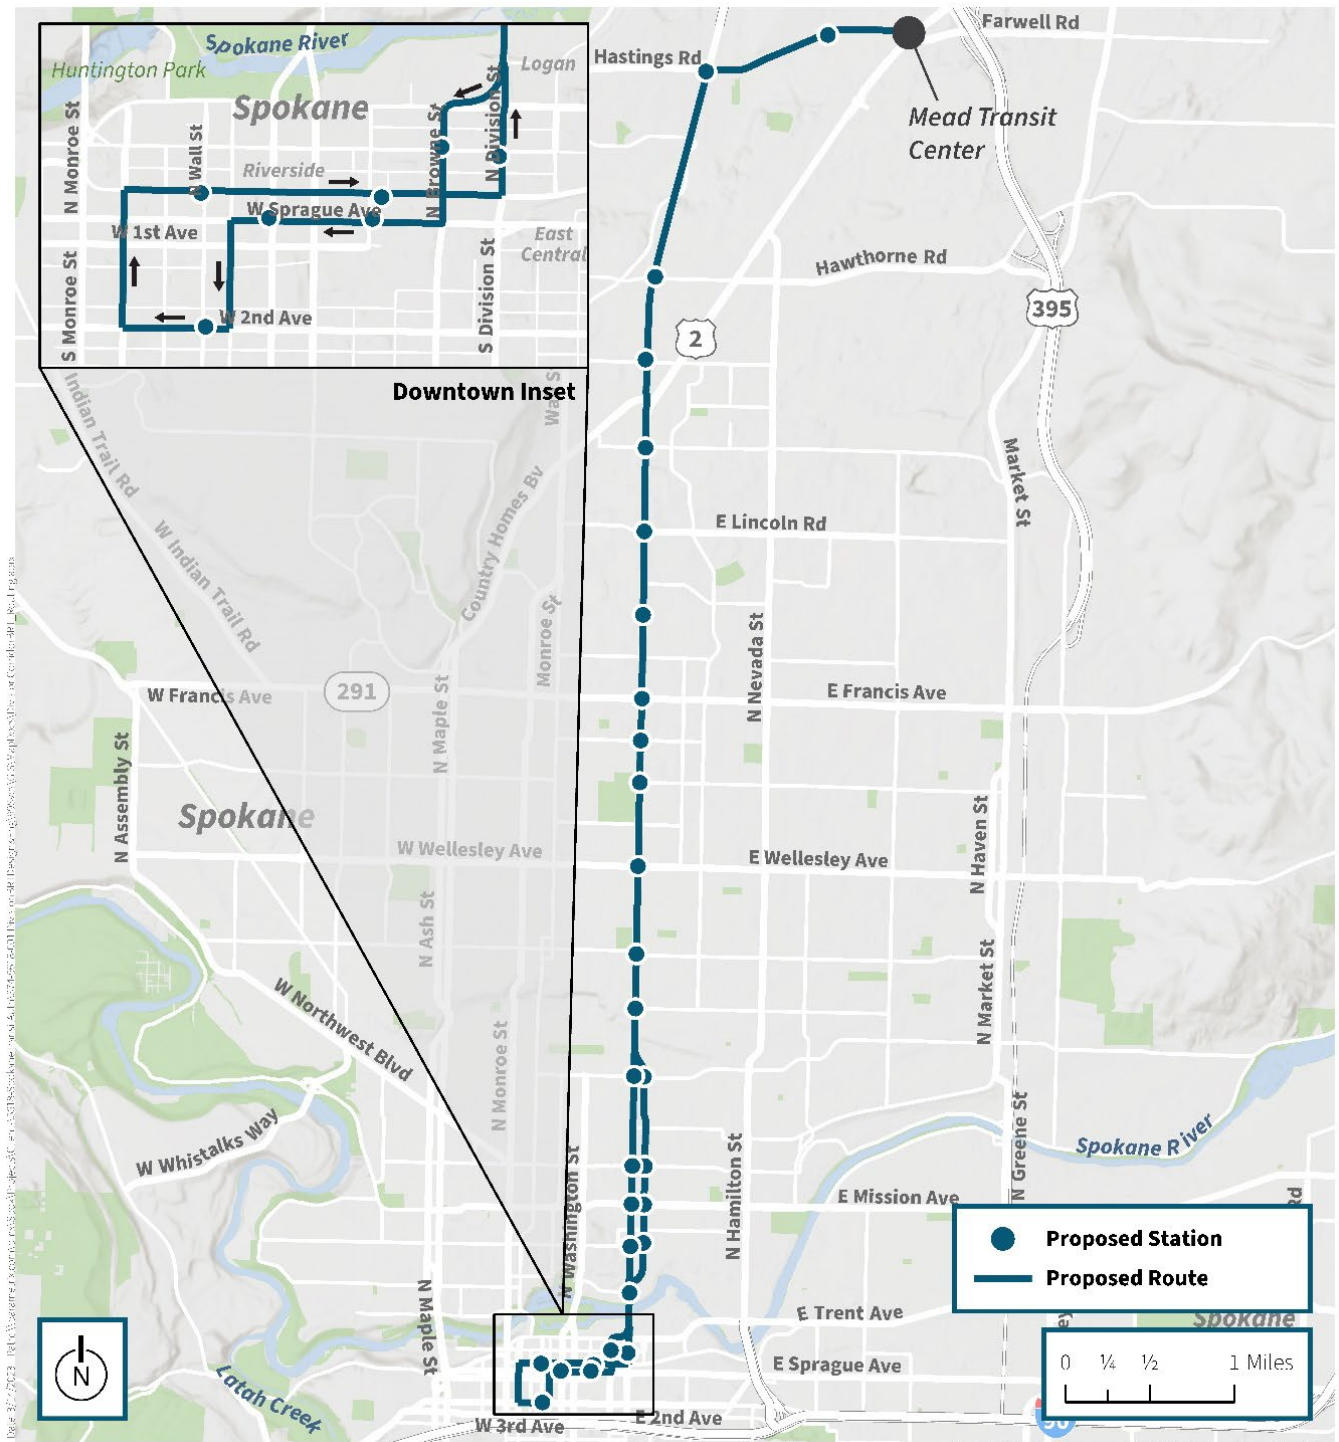 Spokane River
Huntington Park
Logan
Spokane
N Monroe St
N Wall St
N Browne St
N Division St
Riverside
W Sprague Ave
W 1st Ave
East
Central
S Monroe St
W 2nd Ave
S Division St
Downtown Inset
Farwell Rd
Hastings Rd
Mead Transit
Center
Hawthorne Rd
395
2
Indian Trail Rd
W Indian Trail Rd
Country Homes Bv
Market St
E Lincoln Rd
Monroe St
N Nevada St
W Francis Ave
291
N Maple St
E Francis Ave
N Assembly St
Spokane
W Wellesley Ave
E Wellesley Ave
N Haven St
N Ash St
N Market St
W Northwest Blvd
N Monroe St
W Whistalks Way
N Washington St
N Hamilton St
N Greene St
Spokane River
E Mission Ave
Rd
Proposed Station
Proposed Route
N Maple St
E Trent Ave
ey
Spokane
N
Latah Creek
E Sprague Ave
0 ¼ ½ 1 Miles
W 3rd Ave
E 2nd Ave
90